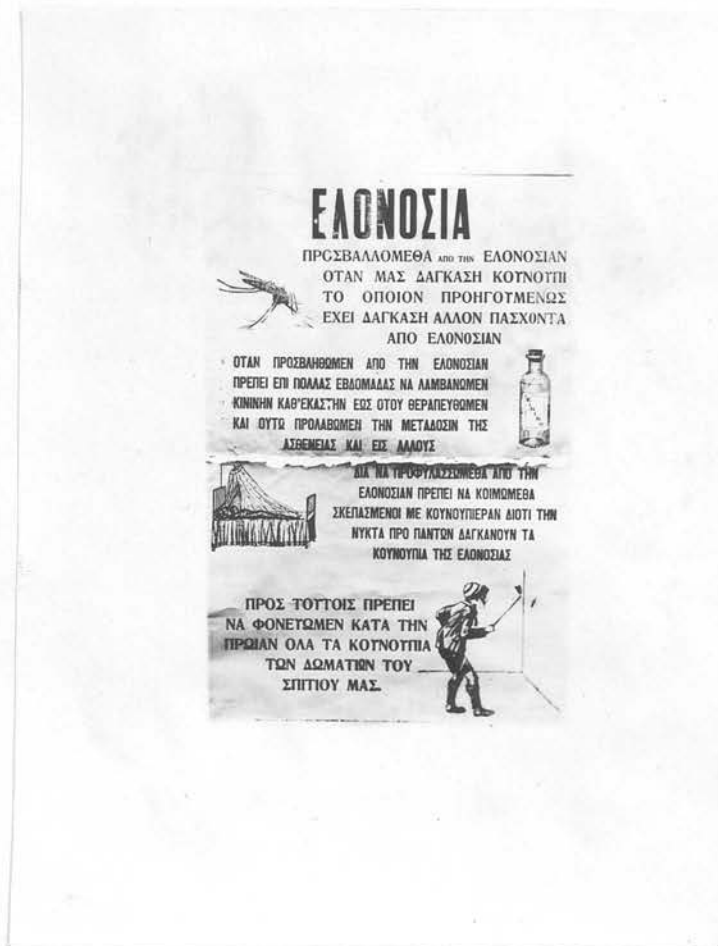 ΕΛΟΝΟΣΙΑ
ΠΡΟΣΒΑΛΛΟΜΕΘΑ ΑΠΟ ΤΗΝ ΕΛΟΝΟΣΙΑΝ
ΟΤΑΝ ΜΑΣ ΔΑΓΚΑΣΗ ΚΟΥΝΟΥΠΙ
ΤΟ ΟΠΟΙΟΝ ΠΡΟΗΓΟΥΜΕΝΩΣ
ΕΧΕΙ ΔΑΓΚΑΣΗ ΑΛΛΟΝ ΠΑΣΧΟΝΤΑ
ΑΠΟ ΕΛΟΝΟΣΙΑΝ
ΟΤΑΝ ΠΡΟΣΒΛΗΘΩΜΕΝ ΑΠΟ ΤΗΝ ΕΛΟΝΟΣΙΑΝ
ΠΡΕΠΕΙ ΕΠΙ ΠΟΛΛΑΣ ΕΒΔΟΜΑΔΑΣ ΝΑ ΛΑΜΒΑΝΩΜΕΝ
ΚΙΝΙΝΗΝ ΚΑΘ'ΕΚΑΣΤΗΝ ΕΩΣ ΟΤΟΥ ΘΕΡΑΠΕΥΘΩΜΕΝ
ΚΑΙ ΟΥΤΩ ΠΡΟΛΑΒΩΜΕΝ ΤΗΝ ΜΕΤΑΔΟΣΙΝ ΤΗΣ
ΑΣΘΕΝΕΙΑΣ ΚΑΙ ΕΙΣ ΑΛΛΟΥΣ
ΔΙΑ ΝΑ ΠΡΟΦΥΛΑΣΣΩΜΕΘΑ ΑΠΟ ΤΗΝ
ΕΛΟΝΟΣΙΑΝ ΠΡΕΠΕΙ ΝΑ ΚΟΙΜΩΜΕΘΑ
ΣΚΕΠΑΣΜΕΝΟΙ ΜΕ ΚΟΥΝΟΥΠΙΕΡΑΝ ΔΙΟΤΙ ΤΗΝ
ΝΥΚΤΑ ΠΡΟ ΠΑΝΤΩΝ ΔΑΓΚΑΝΟΥΝ ΤΑ
ΚΟΥΝΟΥΠΙΑ ΤΗΣ ΕΛΟΝΟΣΙΑΣ
ΠΡΟΣ ΤΟΥΤΟΙΣ ΠΡΕΠΕΙ
ΝΑ ΦΟΝΕΥΩΜΕΝ ΚΑΤΑ ΤΗΝ
ΠΡΩΙΑΝ ΟΛΑ ΤΑ ΚΟΥΝΟΥΠΙΑ
ΤΩΝ ΔΩΜΑΤΙΩΝ ΤΟΥ
ΣΠΙΤΙΟΥ ΜΑΣ.